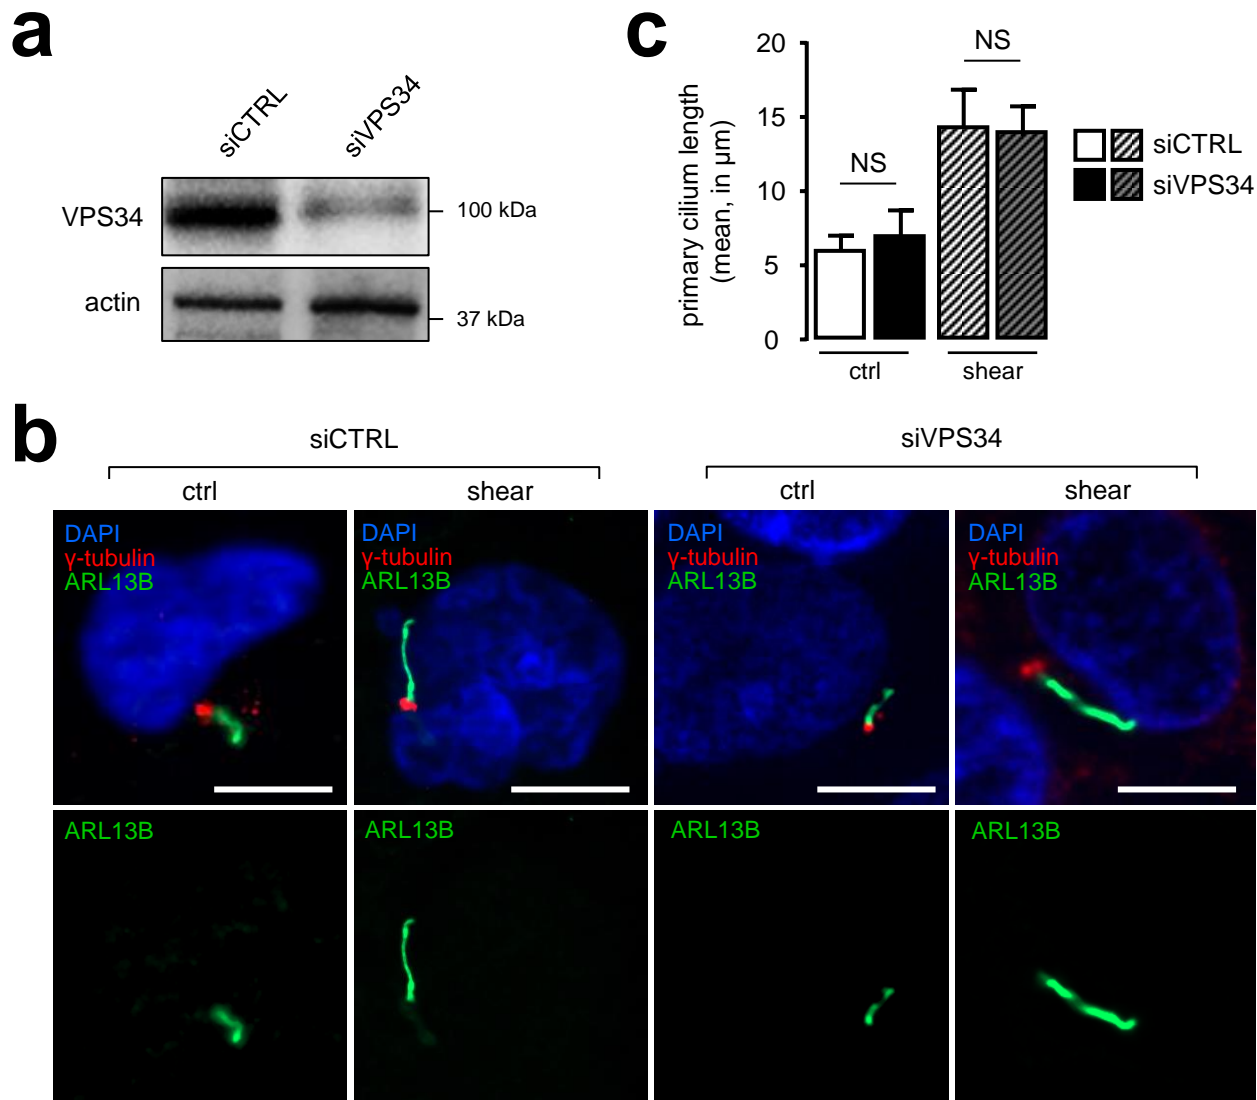 a
siCTRL
siVPS34
VPS34
100 kDa
actin
37 kDa
c
primary cilium length
(mean, in µm)
20
15
10
5
0
NS
NS
ctrl
shear
siCTRL
siVPS34
b
siCTRL
siVPS34
ctrl
shear
ctrl
shear
DAPI
γ-tubulin
ARL13B
DAPI
γ-tubulin
ARL13B
DAPI
γ-tubulin
ARL13B
DAPI
γ-tubulin
ARL13B
ARL13B
ARL13B
ARL13B
ARL13B